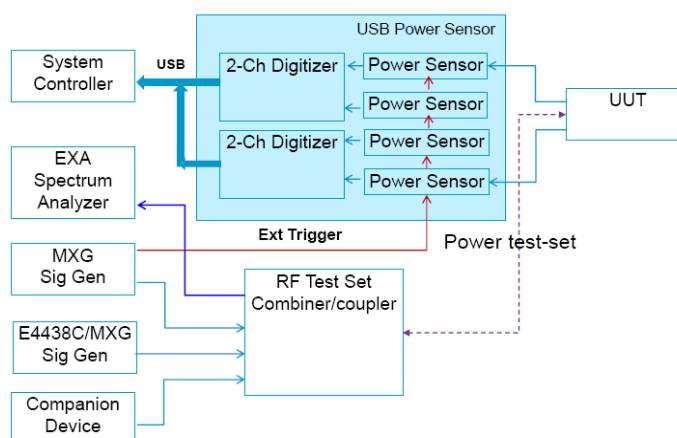 USB Power Sensor
System
Controller
USB
2-Ch Digitizer
Power Sensor
Power Sensor
UUT
2-Ch Digitizer
Power Sensor
Power Sensor
EXA
Spectrum
Analyzer
Ext Trigger
Power test-set
MXG
Sig Gen
RF Test Set
Combiner/coupler
E4438C/MXG
Sig Gen
Companion
Device